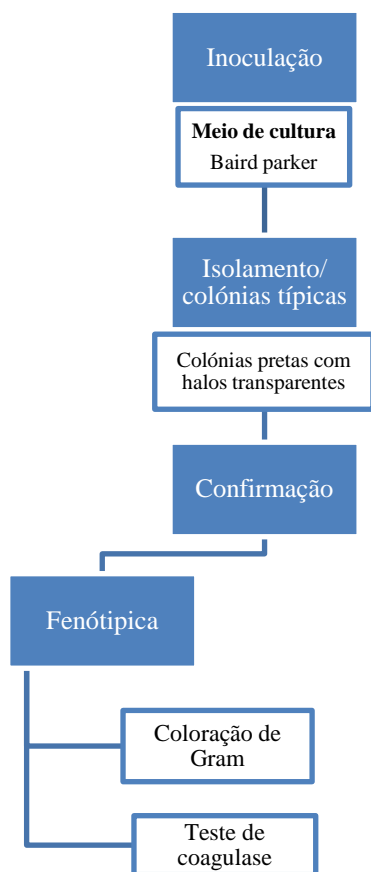 Inoculação
Meio de cultura
Baird parker
Isolamento/
colónias típicas
Colónias pretas com
halos transparentes
Confirmação
Fenótipica
Coloração de
Gram
Teste de
coagulase